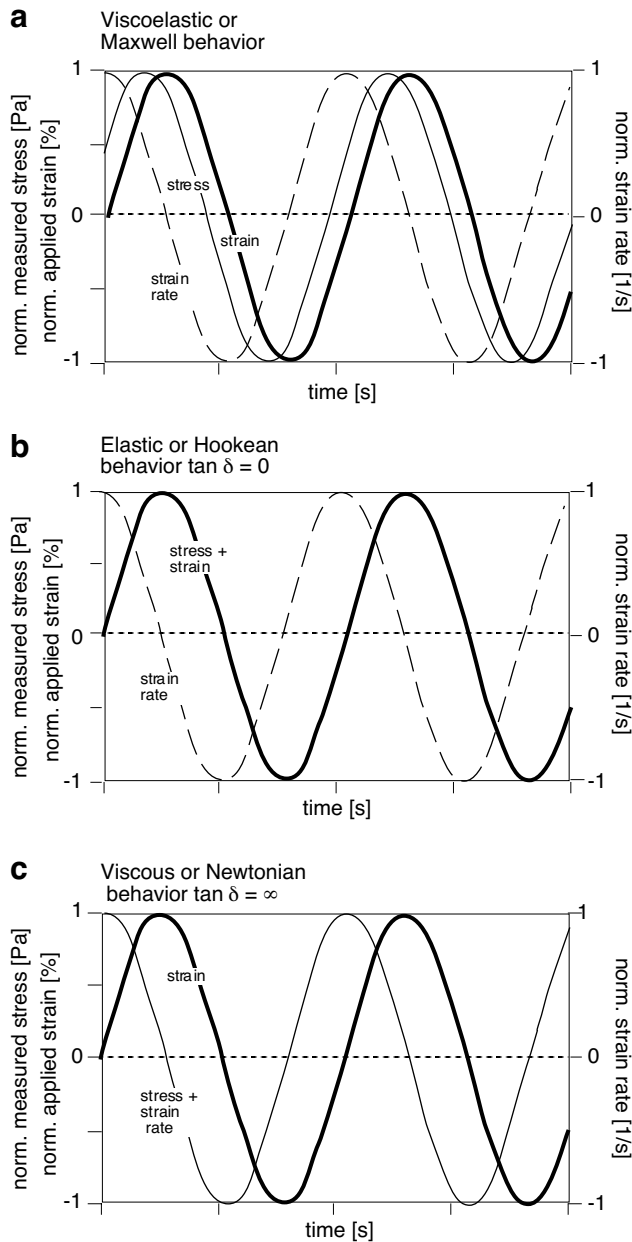 a
Viscoelastic or
Maxwell behavior
norm. measured stress [Pa]
norm. applied strain [%]
1
0
-1
stress
strain
strain
rate
1
0
-1
norm. strain
rate [1/s]
time [s]
b
Elastic or Hookean
behavior tan δ = 0
norm. measured stress [Pa]
norm. applied strain [%]
1
0
-1
stress +
strain
strain
rate
1
0
-1
norm. strain rate [1/s]
time [s]
c
Viscous or Newtonian
behavior tan δ = ∞
norm. measured stress [Pa]
norm. applied strain [%]
1
0
-1
strain
stress +
strain
rate
1
0
-1
norm. strain rate [1/s]
time [s]